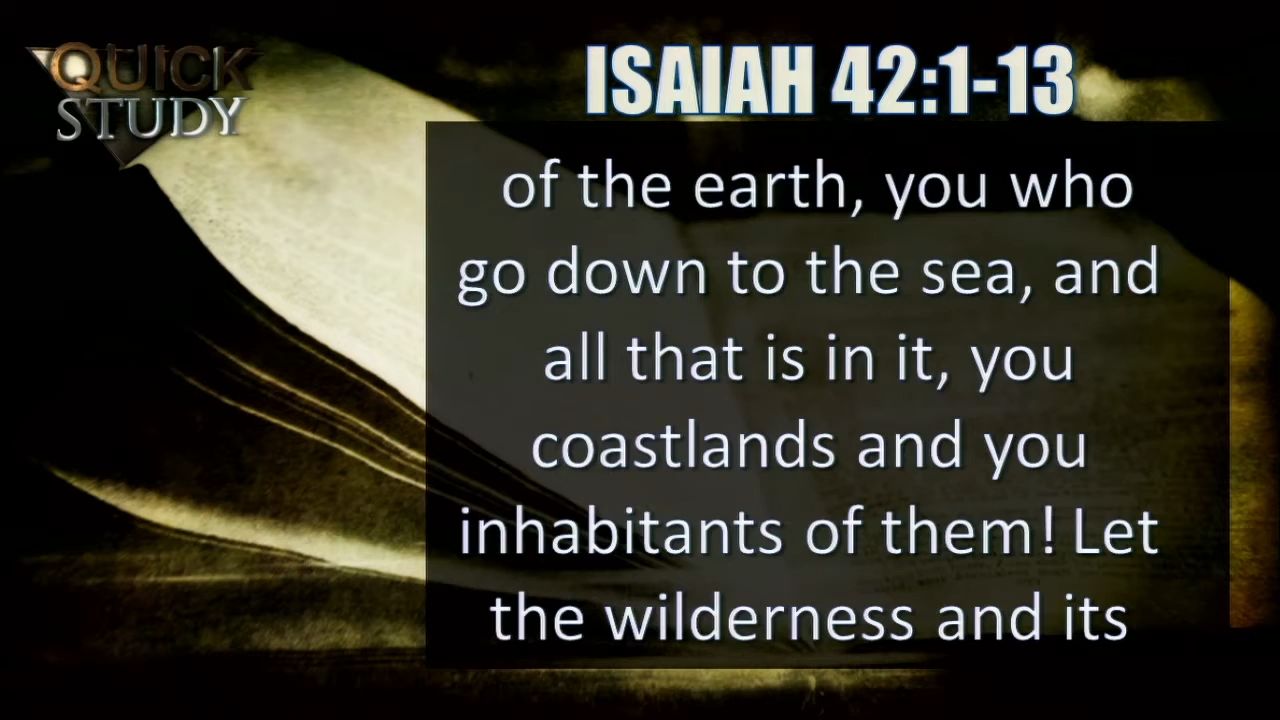 QUICK
STUDY
ISAIAH 42:1-13
of the earth, you who
go down to the sea, and
all that is in it, you
coastlands and you
inhabitants of them! Let
the wilderness and its